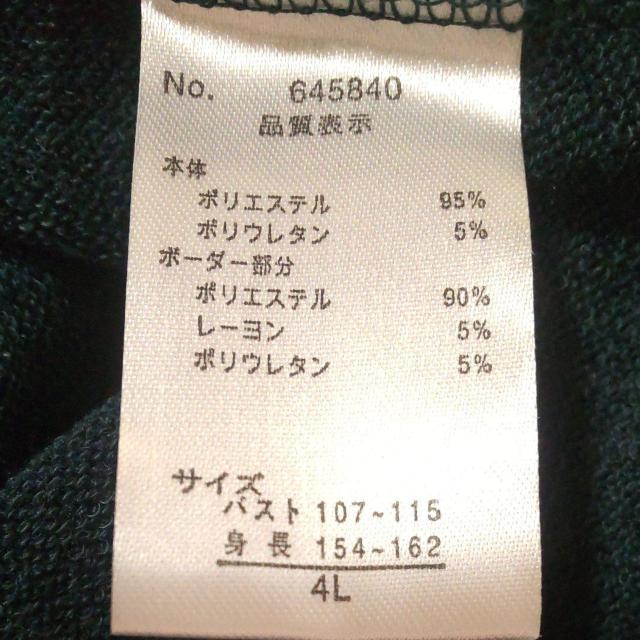 No. 645840
品質表示
本体
ポリエステル 95%
ポリウレタン 5%
ボーダー部分
ポリエステル 90%
レーヨン 5%
ポリウレタン 5%
サイズ
バスト 107~115
身長 154~162
4L